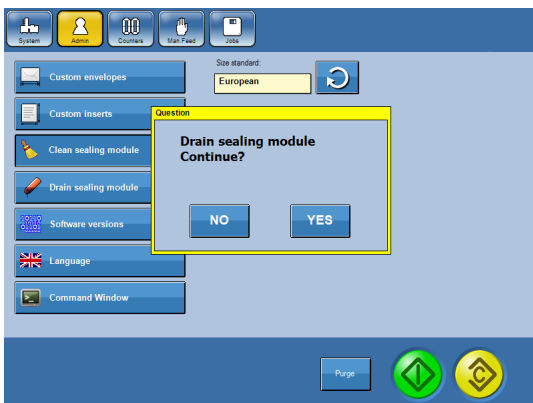 System
Admin
Counters
Man.Feed
Jobs
Size standard:
European
Custom envelopes
Custom inserts
Clean sealing module
Drain sealing module
Software versions
Language
Command Window
Question
Drain sealing module
Continue?
NO
YES
Purge
C